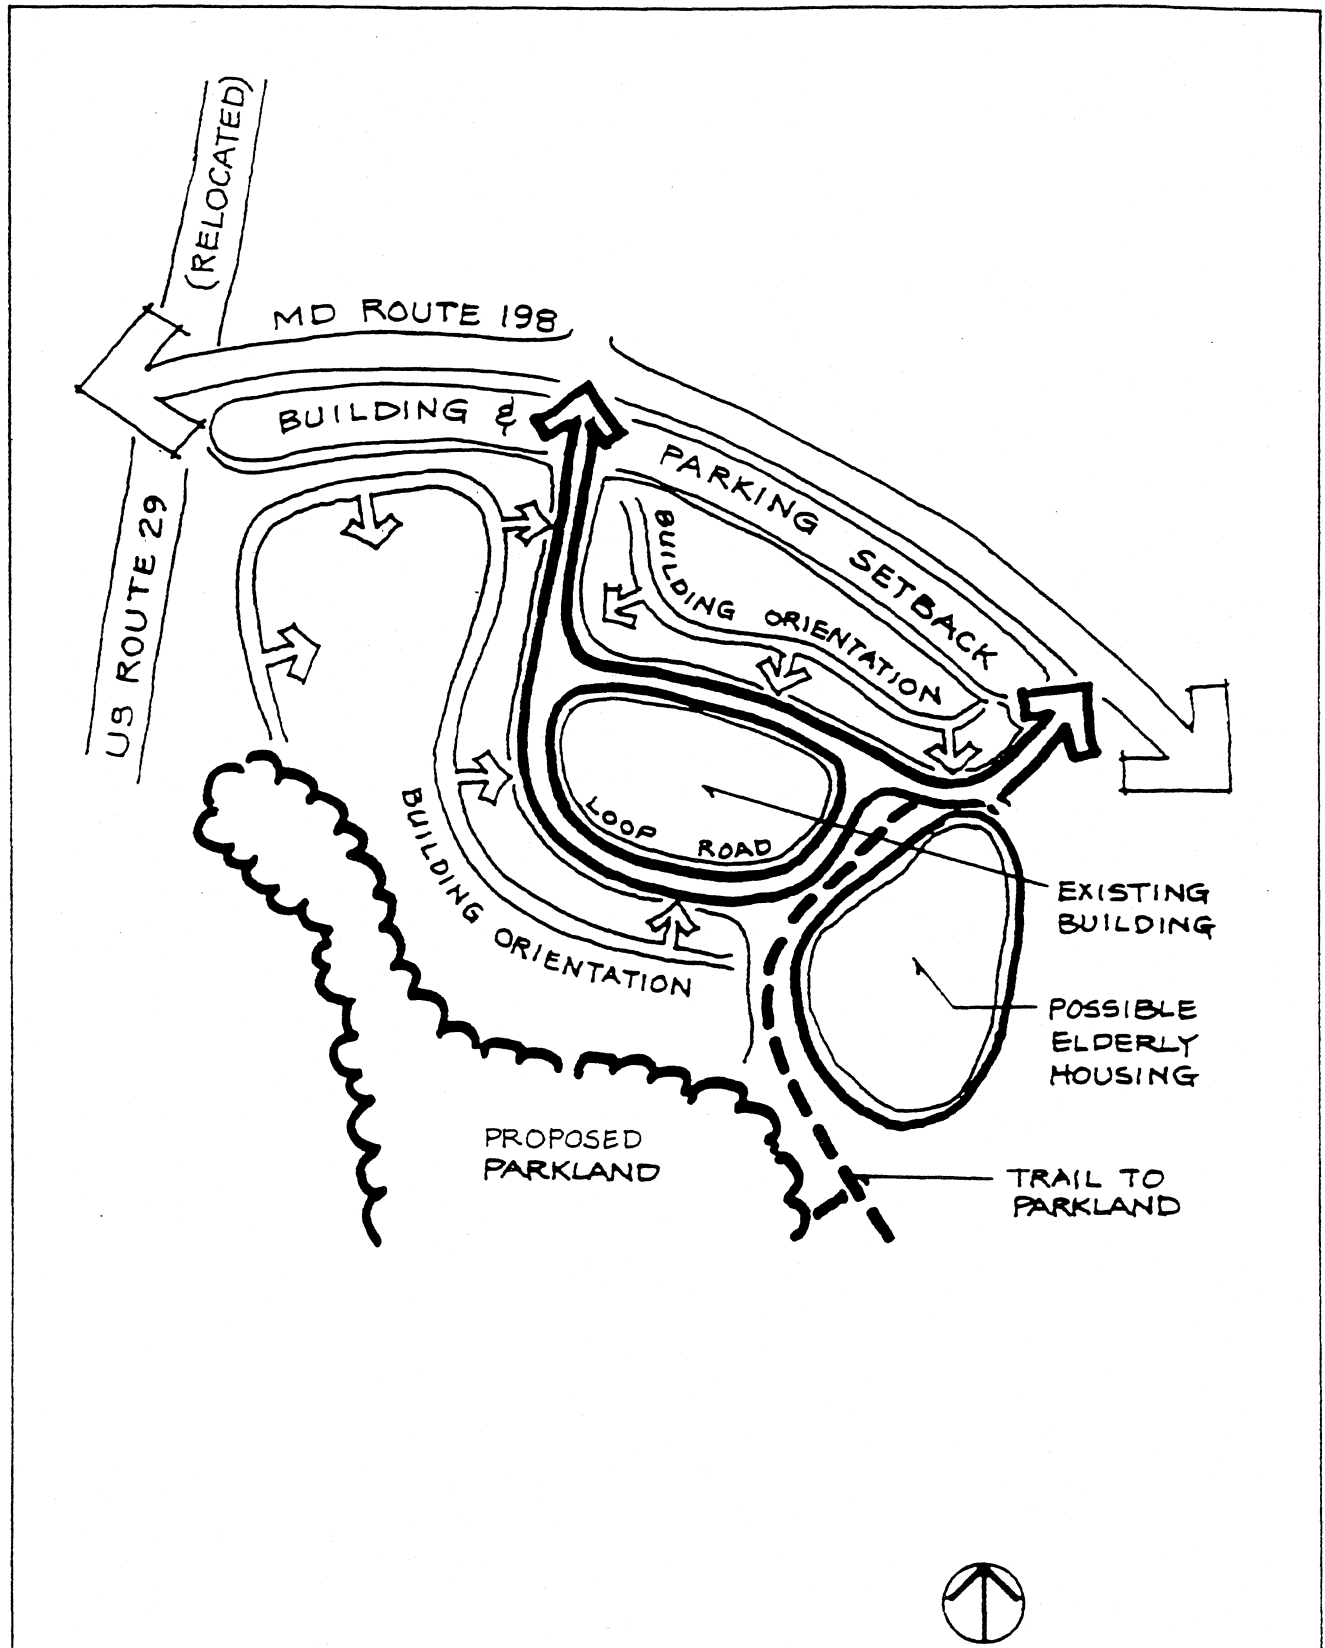 (RELOCATED)
MD ROUTE 198
BUILDING & PARKING SETBACK
US ROUTE 29
BUILDING ORIENTATION
LOOP ROAD
BUILDING ORIENTATION
EXISTING
BUILDING
POSSIBLE
ELDERLY
HOUSING
PROPOSED
PARKLAND
TRAIL TO
PARKLAND